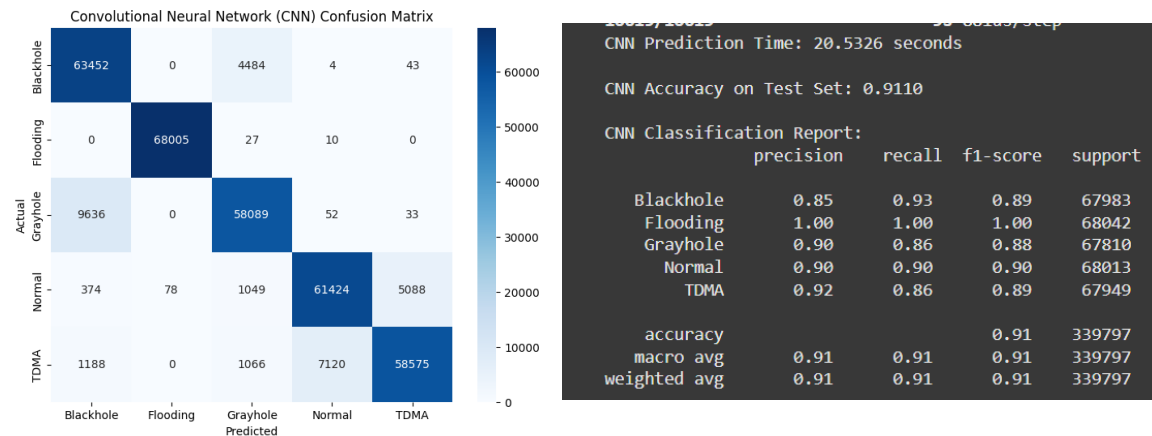 Convolutional Neural Network (CNN) Confusion Matrix
Actual
Blackhole 63452 0 4484 4 43
Flooding 0 68005 27 10 0
Grayhole 9636 0 58089 52 33
Normal 374 78 1049 61424 5088
TDMA 1188 0 1066 7120 58575
Blackhole Flooding Grayhole Normal TDMA
Predicted
60000
50000
40000
30000
20000
10000
0
CNN Prediction Time: 20.5326 seconds
CNN Accuracy on Test Set: 0.9110
CNN Classification Report:
precision recall f1-score support
Blackhole 0.85 0.93 0.89 67983
Flooding 1.00 1.00 1.00 68042
Grayhole 0.90 0.86 0.88 67810
Normal 0.90 0.90 0.90 68013
TDMA 0.92 0.86 0.89 67949
accuracy 0.91 339797
macro avg 0.91 0.91 0.91 339797
weighted avg 0.91 0.91 0.91 339797